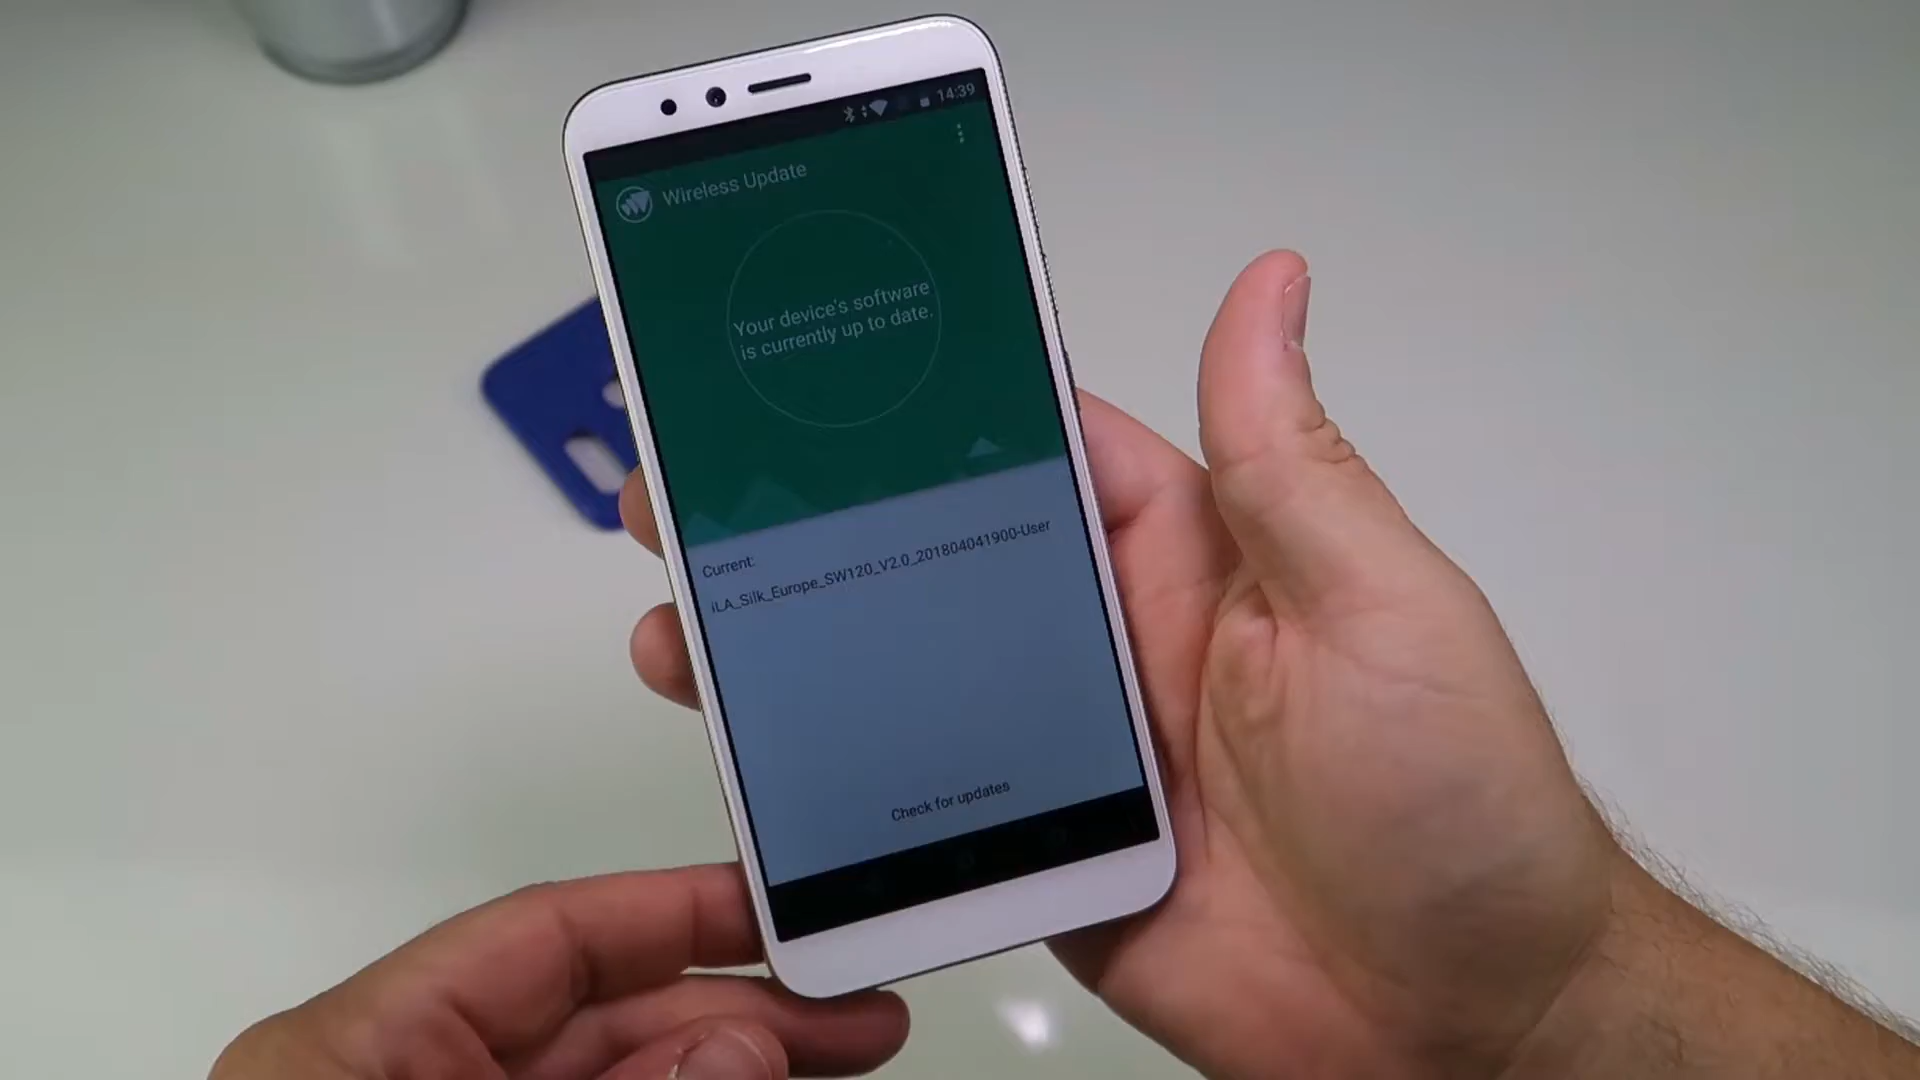 14:39
Wireless Update
Your device's software
is currently up to date.
Current:
iLA_Silk_Europe_SW120_V2.0_201804041900-User
Check for updates